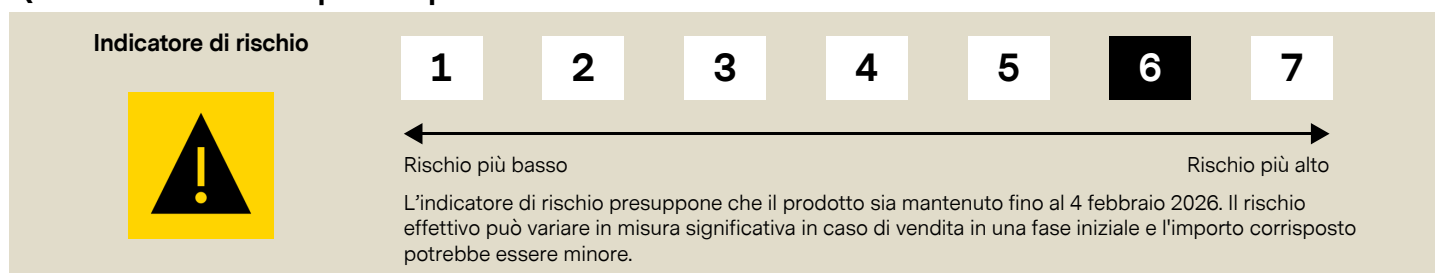 Indicatore di rischio
1 2 3 4 5 6 7
Rischio più basso Rischio più alto
L'indicatore di rischio presuppone che il prodotto sia mantenuto fino al 4 febbraio 2026. Il rischio
effettivo può variare in misura significativa in caso di vendita in una fase iniziale e l'importo corrisposto
potrebbe essere minore.